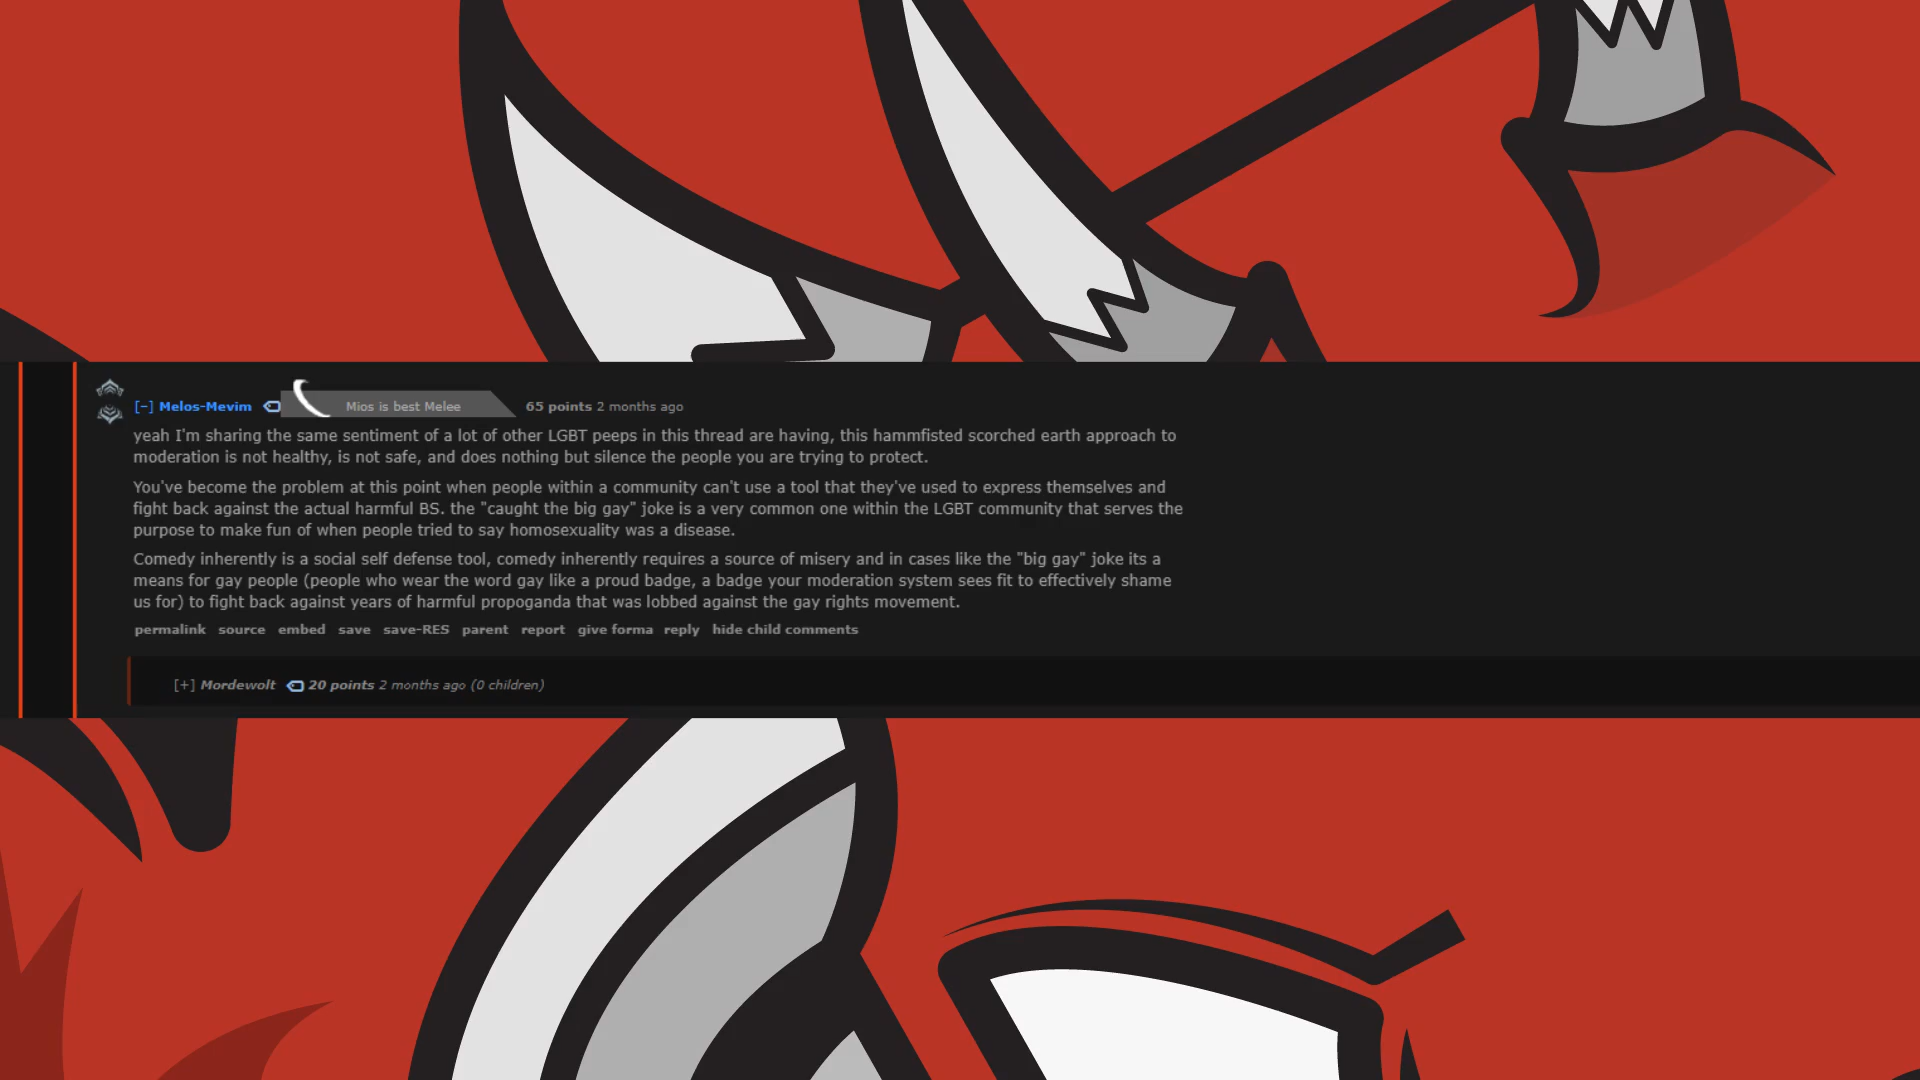 [–] Melos-Mevim Mios is best Melee 65 points 2 months ago
yeah I'm sharing the same sentiment of a lot of other LGBT peeps in this thread are having, this hammfisted scorched earth approach to
moderation is not healthy, is not safe, and does nothing but silence the people you are trying to protect.
You've become the problem at this point when people within a community can't use a tool that they've used to express themselves and
fight back against the actual harmful BS. the "caught the big gay" joke is a very common one within the LGBT community that serves the
purpose to make fun of when people tried to say homosexuality was a disease.
Comedy inherently is a social self defense tool, comedy inherently requires a source of misery and in cases like the "big gay" joke its a
means for gay people (people who wear the word gay like a proud badge, a badge your moderation system sees fit to effectively shame
us for) to fight back against years of harmful propoganda that was lobbed against the gay rights movement.
permalink source embed save save-RES parent report give forma reply hide child comments
[+] Mordewolt 20 points 2 months ago (0 children)